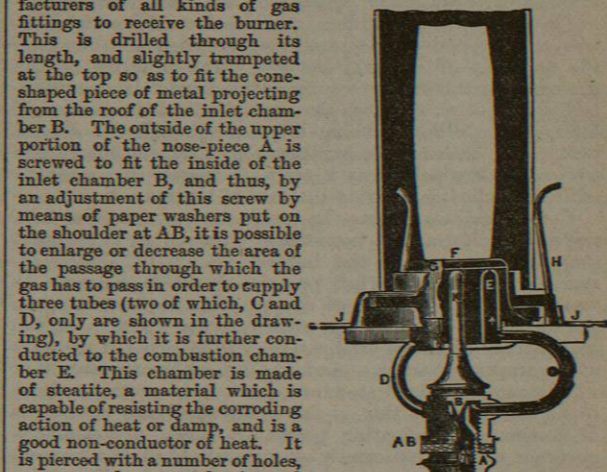 facturers of all kinds of gas
fittings to receive the burner.
This is drilled through its
length, and slightly trumpeted
at the top so as to fit the cone-
shaped piece of metal projecting
from the roof of the inlet cham-
ber B. The outside of the upper
portion of the nose-piece A is
screwed to fit the inside of the
inlet chamber B, and thus, by
an adjustment of this screw by
means of paper washers put on
the shoulder at AB, it is possible
to enlarge or decrease the area of
the passage through which the
gas has to pass in order to supply
three tubes (two of which, C and
D, only are shown in the draw-
ing), by which it is further con-
ducted to the combustion cham-
ber E. This chamber is made
of steatite, a material which is
capable of resisting the corroding
action of heat or damp, and is a
good non-conductor of heat. It
is pierced with a number of holes,
F
G
H
E
K
J
J
D
B
AB
A